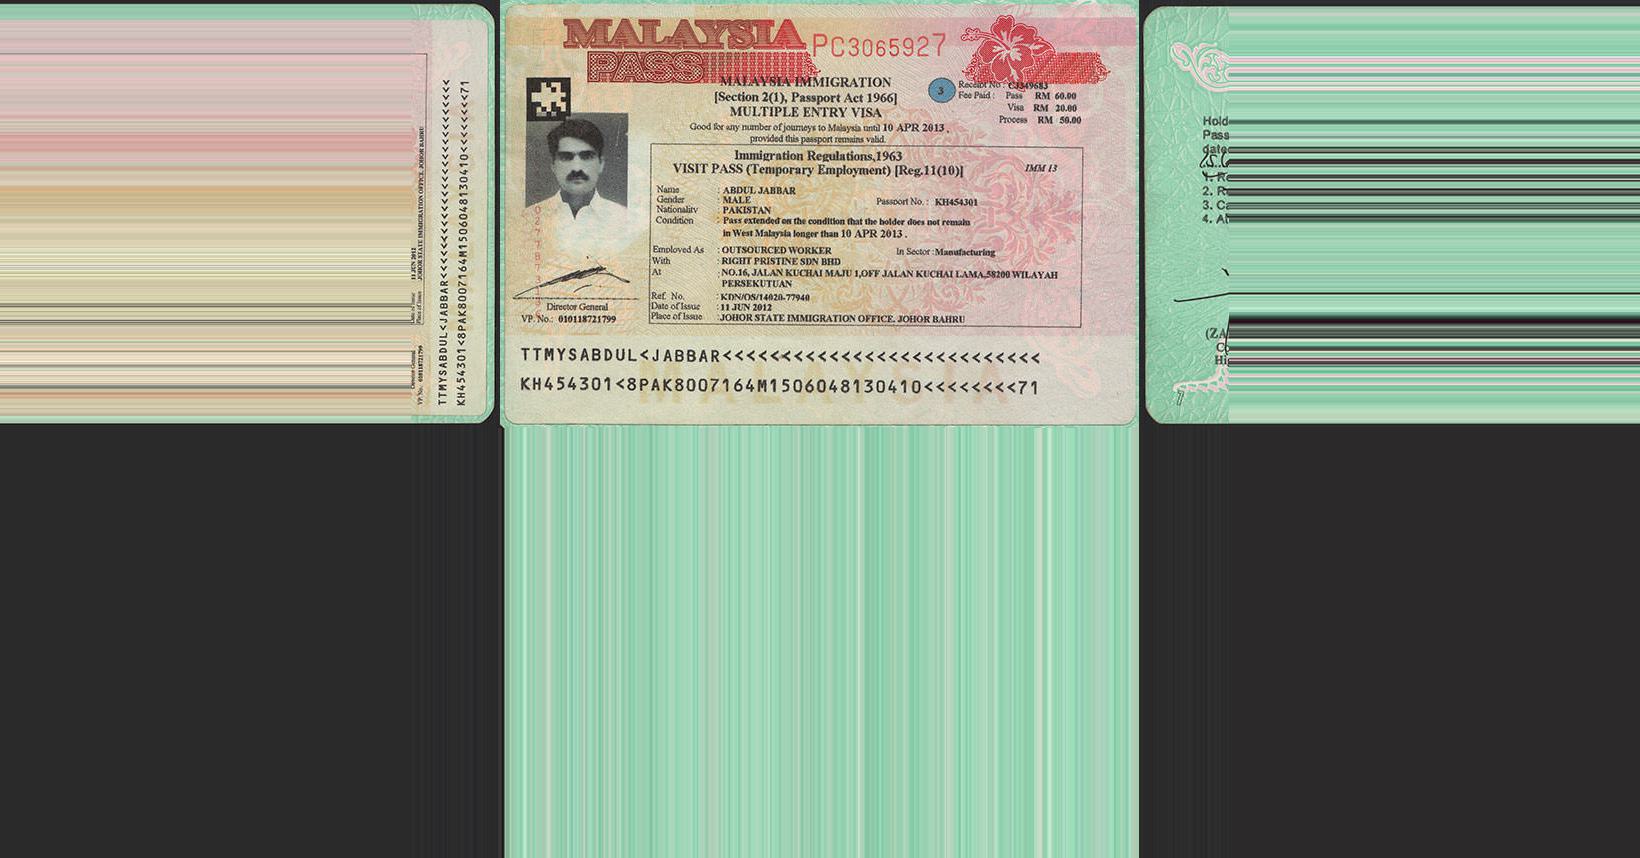 MALAYSIA
PASS
PC3065927
MALAYSIA IMMIGRATION
[Section 2(1), Passport Act 1966]
MULTIPLE ENTRY VISA
Good for any number of journeys to Malaysia until 10 APR 2013 ,
provided this passport remains valid.
3
Receipt No : C3349683
Fee Paid : Pass RM 60.00
Visa RM 20.00
Process RM 50.00
Immigration Regulations,1963
VISIT PASS (Temporary Employment) [Reg.11(10)]
IMM 13
Name : ABDUL JABBAR
Gender : MALE Passport No. : KH454301
Nationality : PAKISTAN
Condition : Pass extended on the condition that the holder does not remain
in West Malaysia longer than 10 APR 2013 .
Employed As : OUTSOURCED WORKER In Sector :Manufacturing
With : RIGHT PRISTINE SDN BHD
At : NO.16, JALAN KUCHAI MAJU 1,OFF JALAN KUCHAI LAMA,58200 WILAYAH
PERSEKUTUAN
Ref. No. : KDN/OS/14020-77940
Date of Issue : 11 JUN 2012
Place of Issue : JOHOR STATE IMMIGRATION OFFICE. JOHOR BAHRU
Director General
VP. No.: 010118721799
TTMYSABDUL<JABBAR<<<<<<<<<<<<<<<<<<<<<<<<<<<
KH454301<8PAK8007164M1506048130410<<<<<<<<71
11 JUN 2012
JOHOR STATE IMMIGRATION OFFICE. JOHOR BAHRU
Director General
VP. No.: 010118721799
TTMYSABDUL<JABBAR<<<<<<<<<<<<<<<<<<<<<<<<<<<
KH454301<8PAK8007164M1506048130410<<<<<<<<71
Hold
Pass
date
1. Re
2. R
3. Ca
4. Al
(ZA
Co
Hi